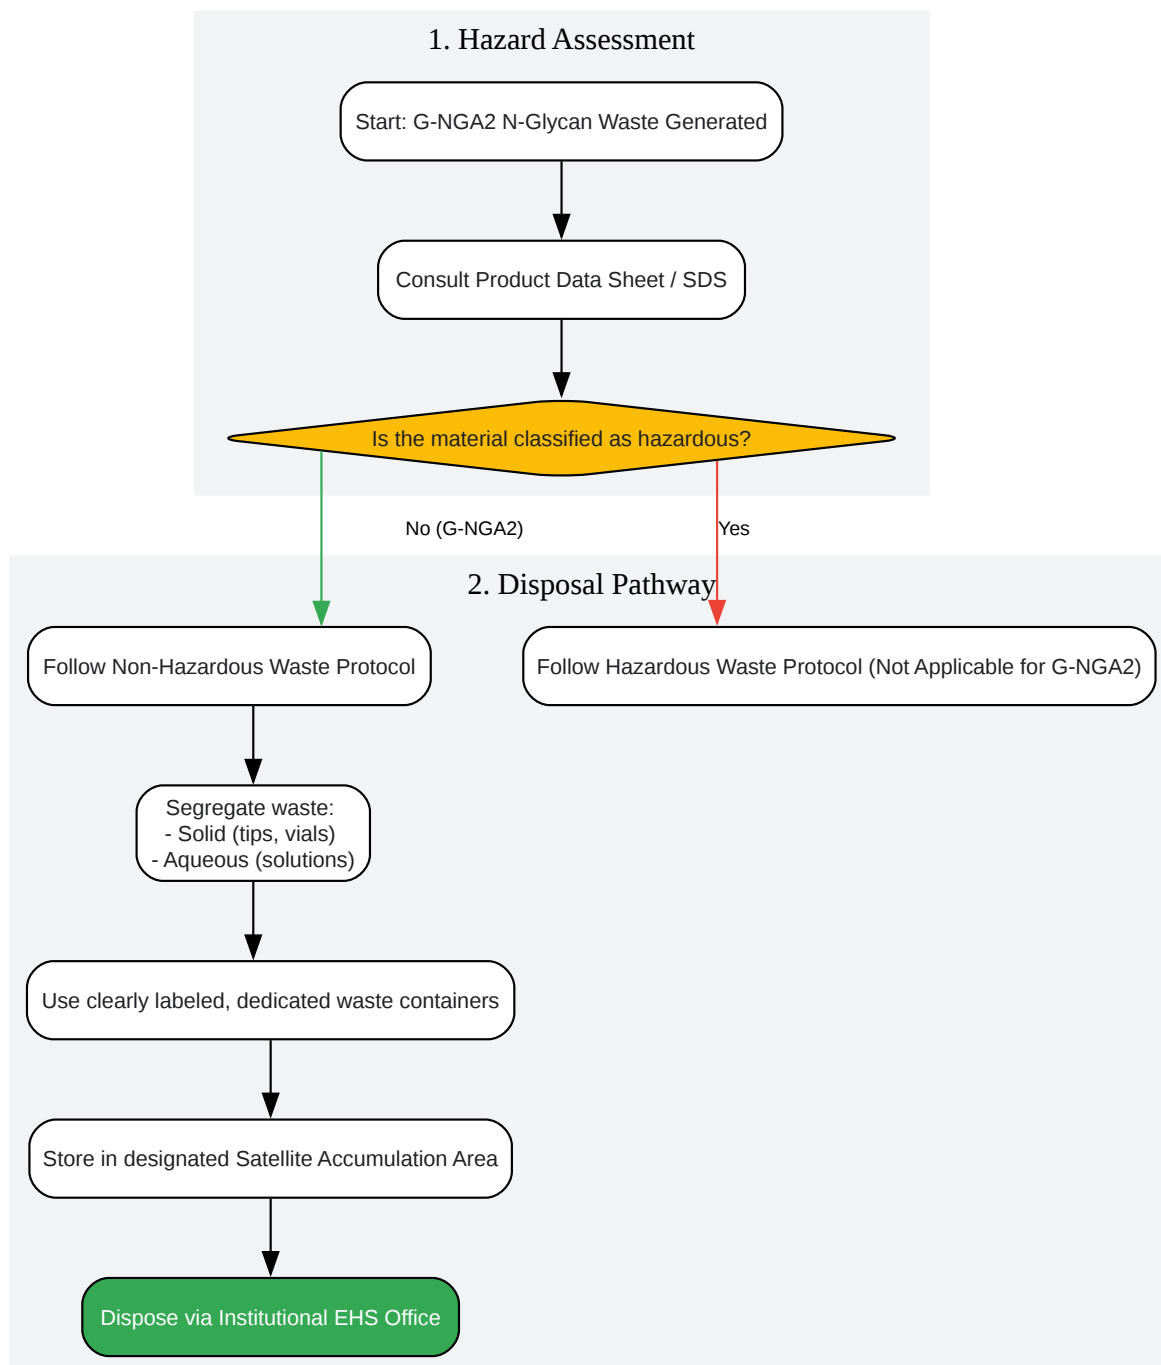 1. Hazard Assessment
Start: G-NGA2 N-Glycan Waste Generated
Consult Product Data Sheet / SDS
Is the material classified as hazardous?
No (G-NGA2)
Yes
2. Disposal Pathway
Follow Non-Hazardous Waste Protocol
Follow Hazardous Waste Protocol (Not Applicable for G-NGA2)
Segregate waste:
- Solid (tips, vials)
- Aqueous (solutions)
Use clearly labeled, dedicated waste containers
Store in designated Satellite Accumulation Area
Dispose via Institutional EHS Office